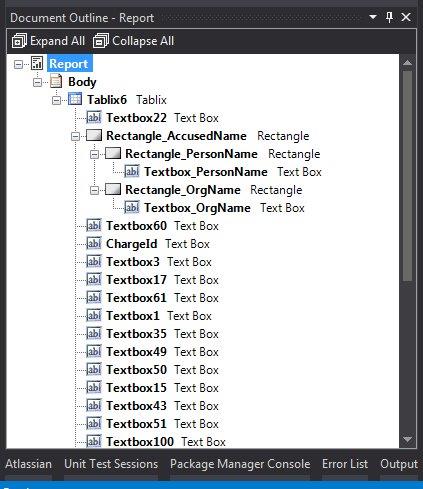 Document Outline - Report
Expand All Collapse All
Report
Body
Tablix6 Tablix
abl Textbox22 Text Box
Rectangle_AccusedName Rectangle
Rectangle_PersonName Rectangle
abl Textbox_PersonName Text Box
Rectangle_OrgName Rectangle
abl Textbox_OrgName Text Box
abl Textbox60 Text Box
abl ChargeId Text Box
abl Textbox3 Text Box
abl Textbox17 Text Box
abl Textbox61 Text Box
abl Textbox1 Text Box
abl Textbox35 Text Box
abl Textbox49 Text Box
abl Textbox50 Text Box
abl Textbox15 Text Box
abl Textbox43 Text Box
abl Textbox51 Text Box
abl Textbox100 Text Box
Atlassian Unit Test Sessions Package Manager Console Error List Output